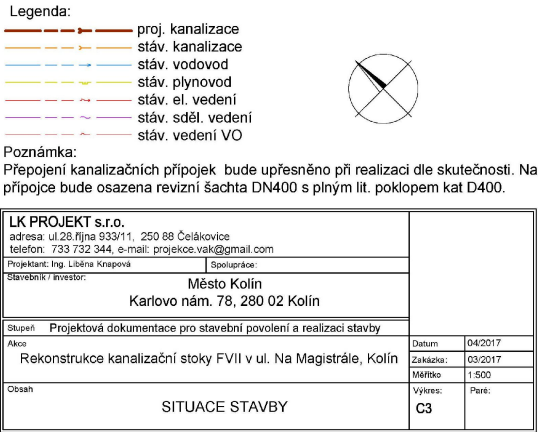 Legenda:
proj. kanalizace
stáv. kanalizace
stáv. vodovod
stáv. plynovod
stáv. el. vedení
stáv. sděl. vedení
stáv. vedení VO
Poznámka:
Přepojení kanalizačních přípojek bude upřesněno při realizaci dle skutečnosti. Na
přípojce bude osazena revizní šachta DN400 s plným lit. poklopem kat D400.
LK PROJEKT s.r.o.
adresa: ul.28.října 933/11, 250 88 Čelákovice
telefon: 733 732 344, e-mail: projekce.vak@gmail.com
Projektant: Ing. Liběna Knapová Spolupráce:
Stavebník / investor:
Město Kolín
Karlovo nám. 78, 280 02 Kolín
Stupeň Projektová dokumentace pro stavební povolení a realizaci stavby
Akce
Rekonstrukce kanalizační stoky FVII v ul. Na Magistrále, Kolín
Datum 04/2017
Zakázka: 03/2017
Měřítko 1:500
Obsah
SITUACE STAVBY
Výkres: Paré:
C3